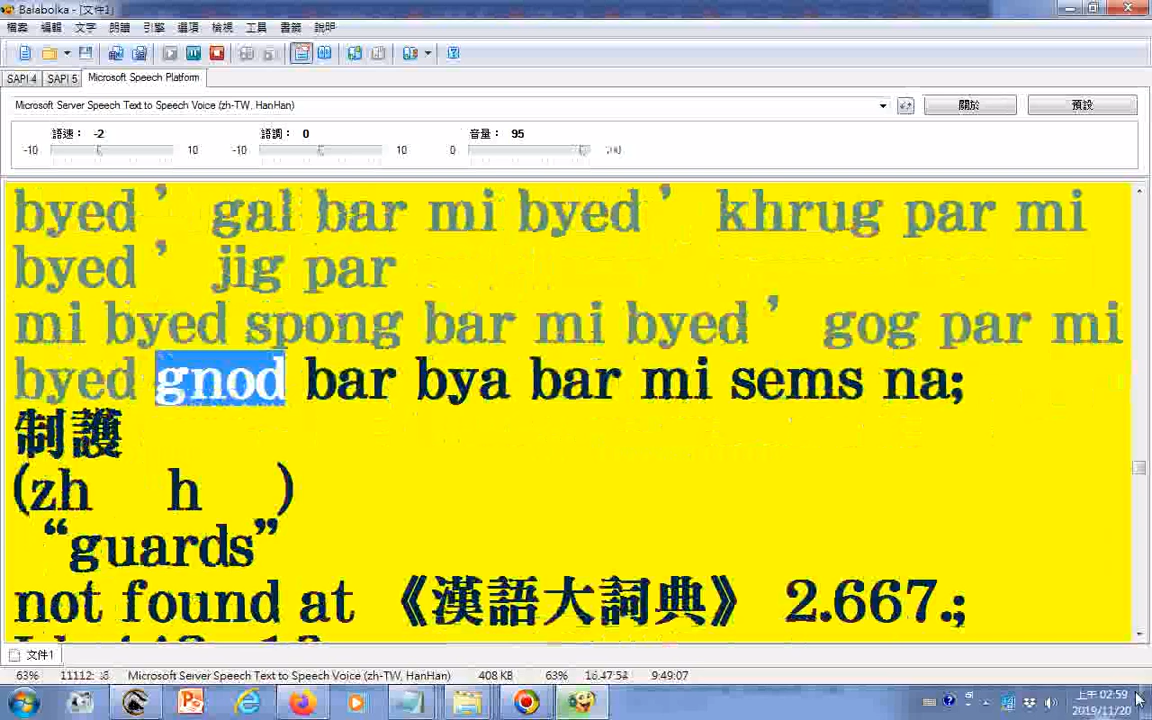 Balabolka - [文件1]
檔案 編輯 文字 朗讀 引擎 選項 檢視 工具 書籤 說明
SAPI 4 SAPI 5 Microsoft Speech Platform
Microsoft Server Speech Text to Speech Voice (zh-TW, HanHan) 關於 預設
語速： -2 語調： 0 音量： 95
-10 10 -10 10 0 100
byed ’ gal bar mi byed ’ khrug par mi
byed ’ jig par
mi byed spong bar mi byed ’ gog par mi
byed gnod bar bya bar mi sems na;
制護
(zh h )
“guards”
not found at 《漢語大詞典》 2.667.;
文件1
63% Microsoft Server Speech Text to Speech Voice (zh-TW, HanHan) 408 KB 63% 16:47:54 9:49:07
上午 02:59
2019/11/20